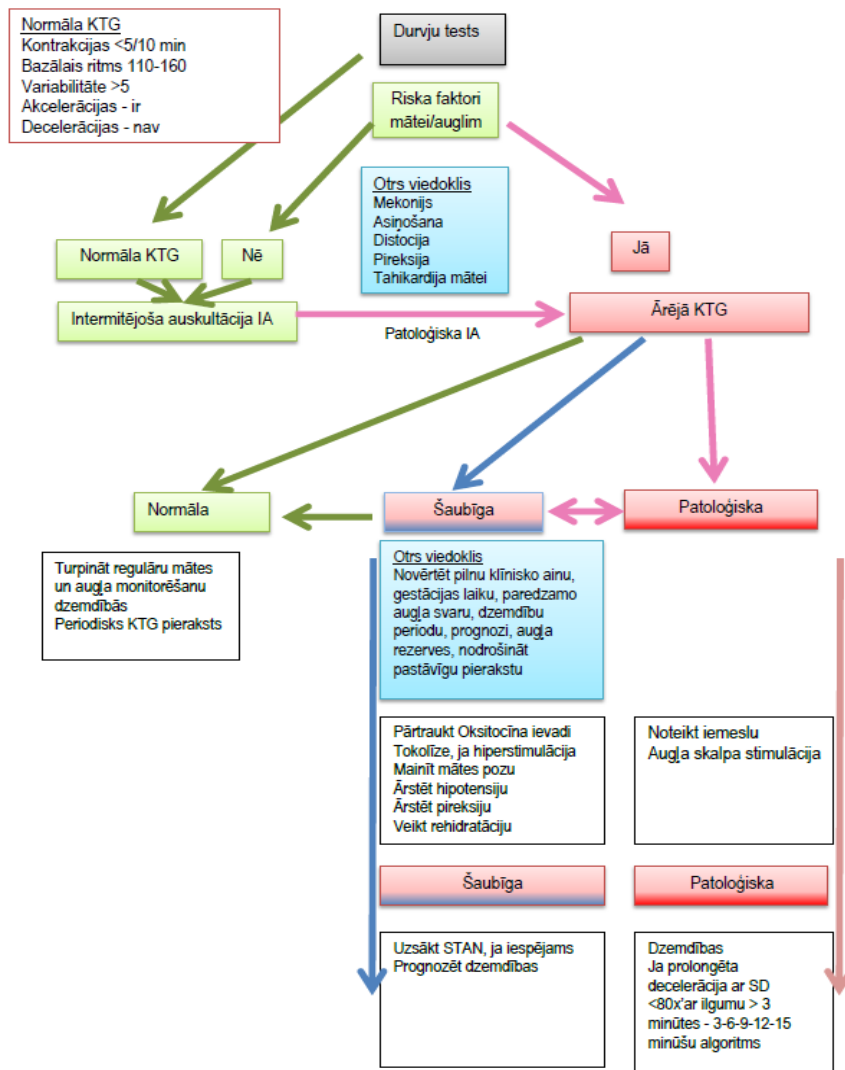 Normāla KTG
Kontrakcijas <5/10 min
Bazālais ritms 110-160
Variabilitāte >5
Akcelerācijas - ir
Decelerācijas - nav
Durvju tests
Riska faktori
mātei/auglim
Otrs viedoklis
Mekonijs
Asiņošana
Distocija
Pireksija
Tahikardija mātei
Normāla KTG
Nē
Jā
Intermitējoša auskultācija IA
Patoloģiska IA
Ārējā KTG
Normāla
Šaubīga
Patoloģiska
Turpināt regulāru mātes
un augļa monitorēšanu
dzemdībās
Periodisks KTG pieraksts
Otrs viedoklis
Novērtēt pilnu klīnisko ainu,
gestācijas laiku, paredzamo
augļa svaru, dzemdību
periodu, prognozi, augļa
rezerves, nodrošināt
pastāvīgu pierakstu
Pārtraukt Oksitocīna ievadi
Tokolīze, ja hiperstimulācija
Mainīt mātes pozu
Ārstēt hipotensiju
Ārstēt pireksiju
Veikt rehidratāciju
Noteikt iemeslu
Augļa skalpa stimulācija
Šaubīga
Patoloģiska
Uzsākt STAN, ja iespējams
Prognozēt dzemdības
Dzemdības
Ja prolongēta
decelerācija ar SD
<80x'ar ilgumu > 3
minūtes - 3-6-9-12-15
minūšu algoritms